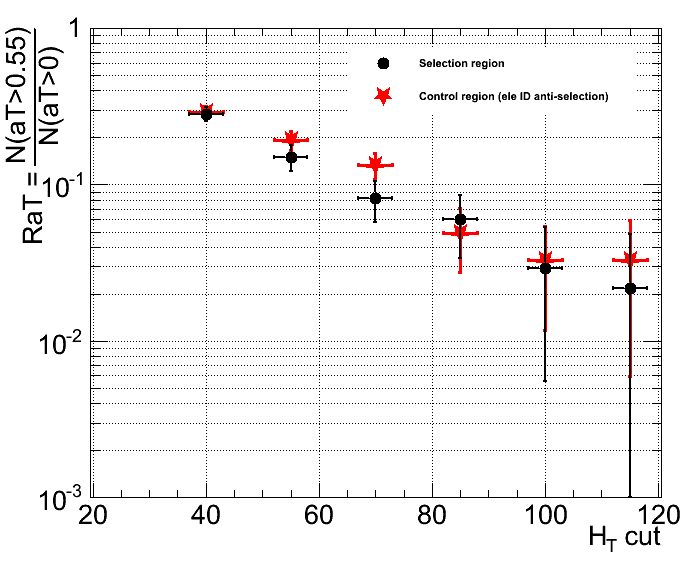 1
10-1
10-2
10-3
20
40
60
80
100
120
HT cut
RaT = N(aT>0.55)
N(aT>0)
Selection region
Control region (ele ID anti-selection)